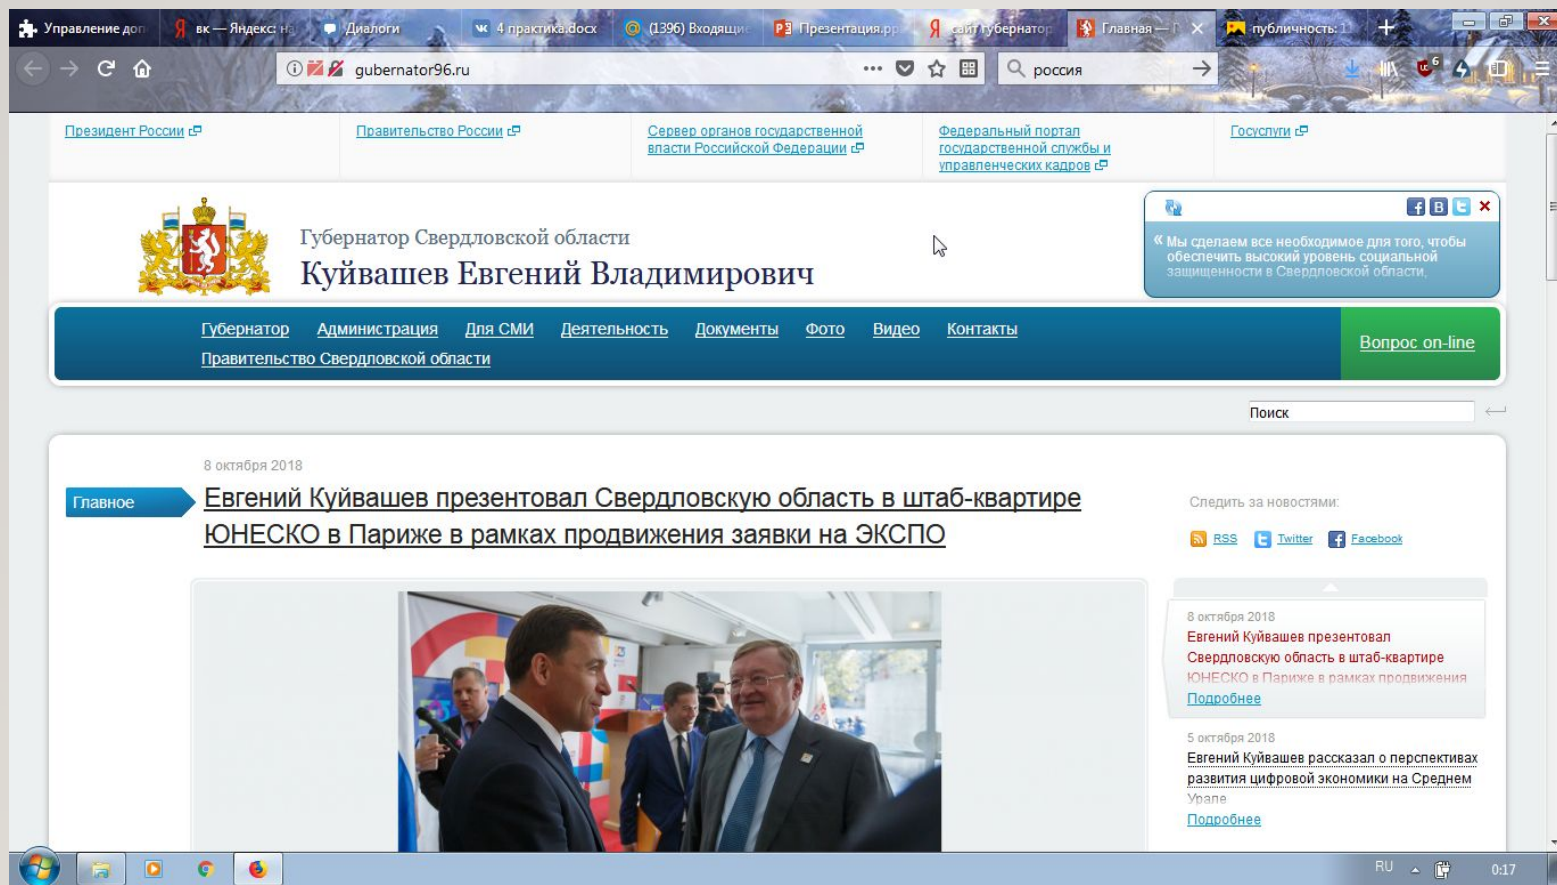 Управление доп
вк — Яндекс: на
Диалоги
4 практика.docx
(1396) Входящие
Презентация.pp
сайт губернатор
Главная — Г
публичность: 1
gubernator96.ru
россия
Президент России
Правительство России
Сервер органов государственной
власти Российской Федерации
Федеральный портал
государственной службы и
управленческих кадров
Госуслуги
Губернатор Свердловской области
Куйвашев Евгений Владимирович
« Мы сделаем все необходимое для того, чтобы
обеспечить высокий уровень социальной
защищенности в Свердловской области,
Губернатор Администрация Для СМИ Деятельность Документы Фото Видео Контакты
Правительство Свердловской области
Вопрос on-line
Поиск
8 октября 2018
Главное
Евгений Куйвашев презентовал Свердловскую область в штаб-квартире
ЮНЕСКО в Париже в рамках продвижения заявки на ЭКСПО
Следить за новостями:
RSS Twitter Facebook
8 октября 2018
Евгений Куйвашев презентовал
Свердловскую область в штаб-квартире
ЮНЕСКО в Париже в рамках продвижения
Подробнее
5 октября 2018
Евгений Куйвашев рассказал о перспективах
развития цифровой экономики на Среднем
Урале
Подробнее
RU
0:17